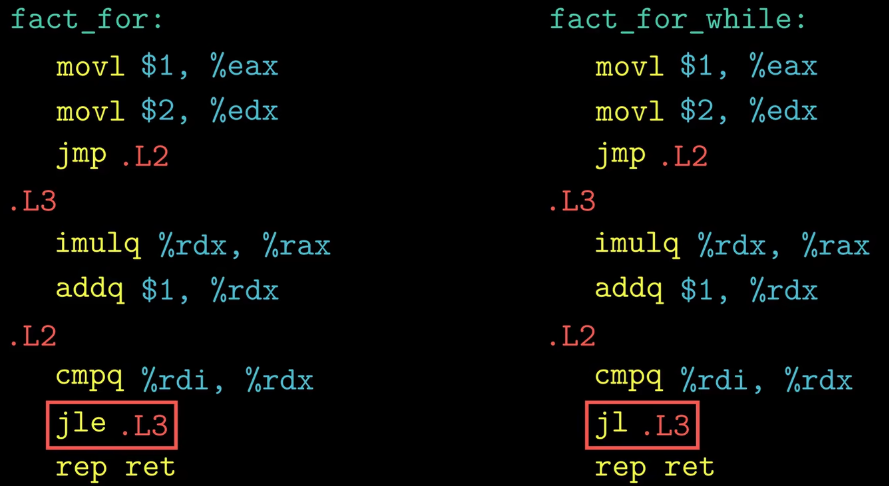 fact_for:
movl $1, %eax
movl $2, %edx
jmp .L2
.L3
imulq %rdx, %rax
addq $1, %rdx
.L2
cmpq %rdi, %rdx
jle .L3
rep ret
fact_for_while:
movl $1, %eax
movl $2, %edx
jmp .L2
.L3
imulq %rdx, %rax
addq $1, %rdx
.L2
cmpq %rdi, %rdx
jl .L3
rep ret